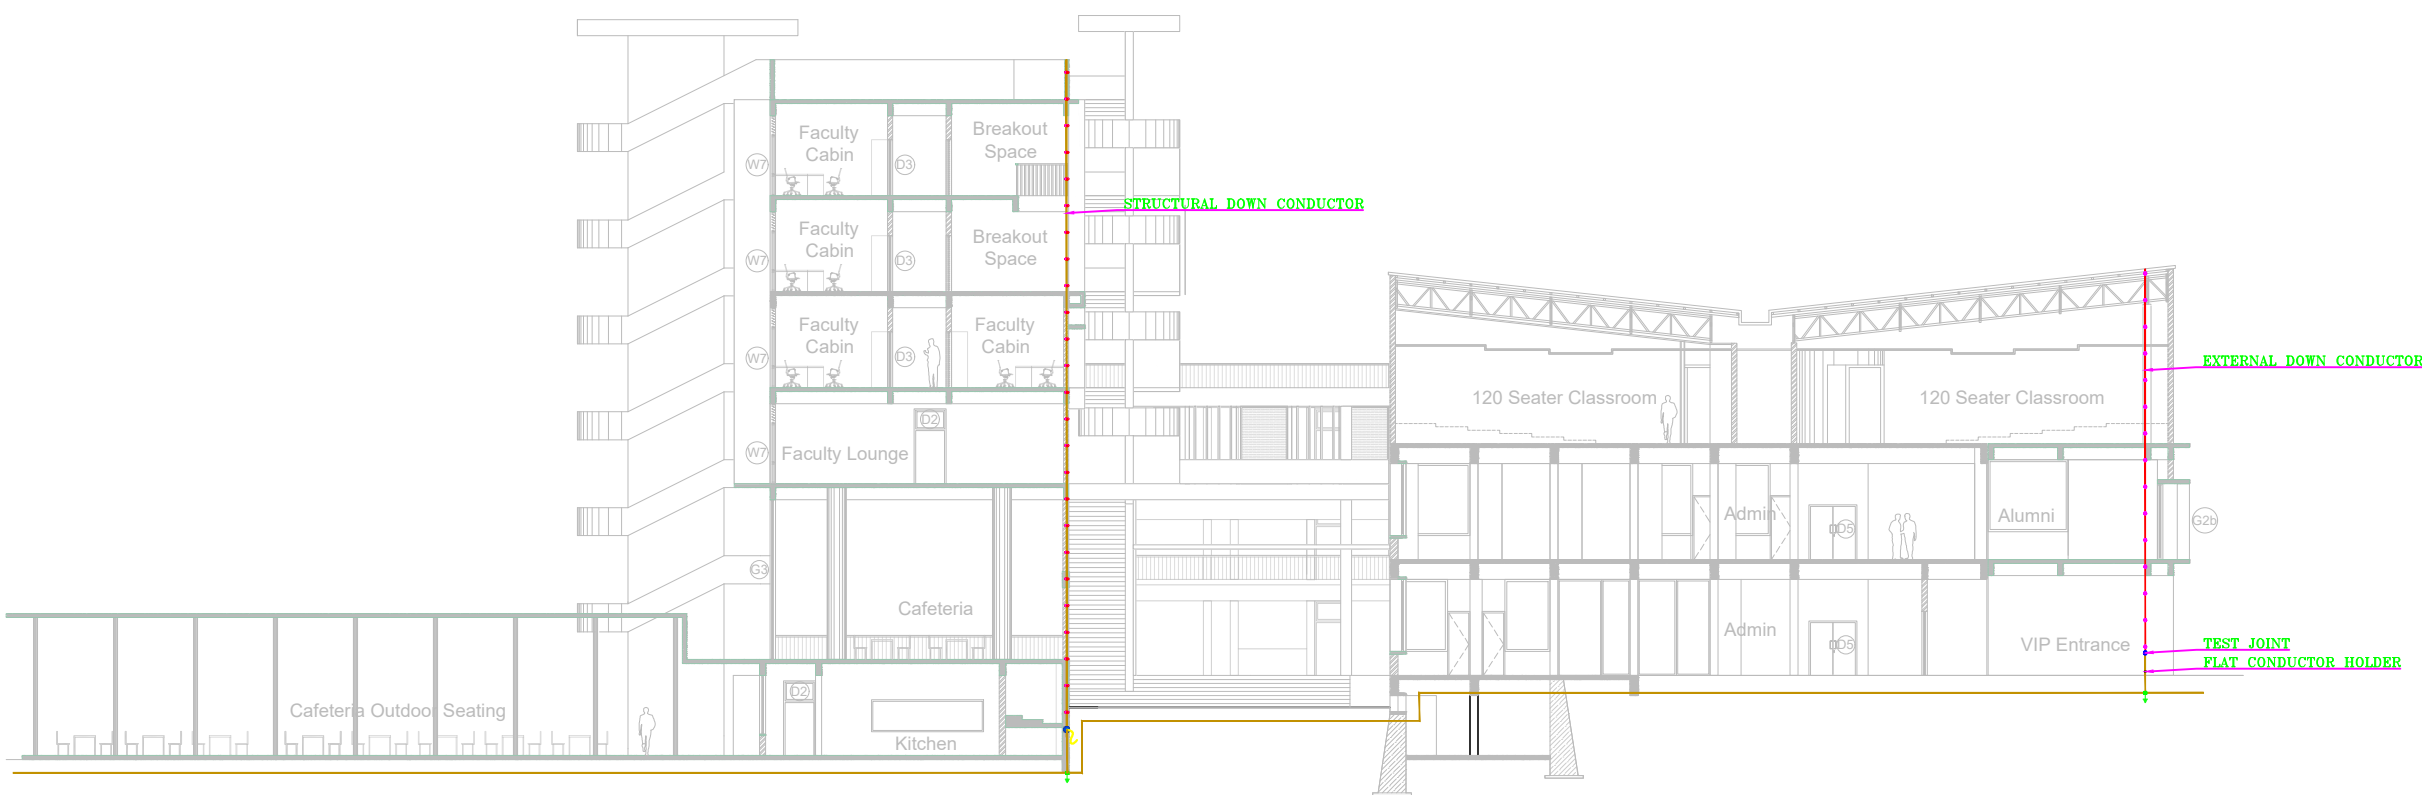 Faculty
Cabin
Breakout
Space
W7
D3
STRUCTURAL DOWN CONDUCTOR
Faculty
Cabin
Breakout
Space
W7
D3
Faculty
Cabin
Faculty
Cabin
W7
D3
EXTERNAL DOWN CONDUCTOR
120 Seater Classroom
120 Seater Classroom
D2
W7
Faculty Lounge
Admin
Alumni
D5
G2b
G3
Cafeteria
Admin
D5
VIP Entrance
TEST JOINT
FLAT CONDUCTOR HOLDER
D2
Cafeteria Outdoor Seating
Kitchen